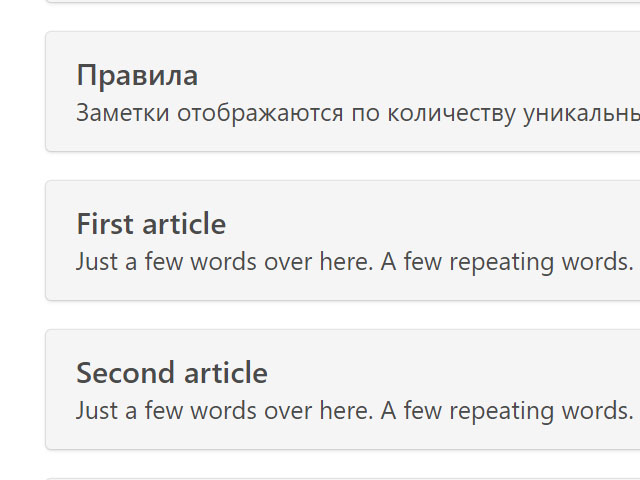 Правила
Заметки отображаются по количеству
First article
Just a few words over here. A few repeating words.
Second article
Just a few words over here. A few repeating words.